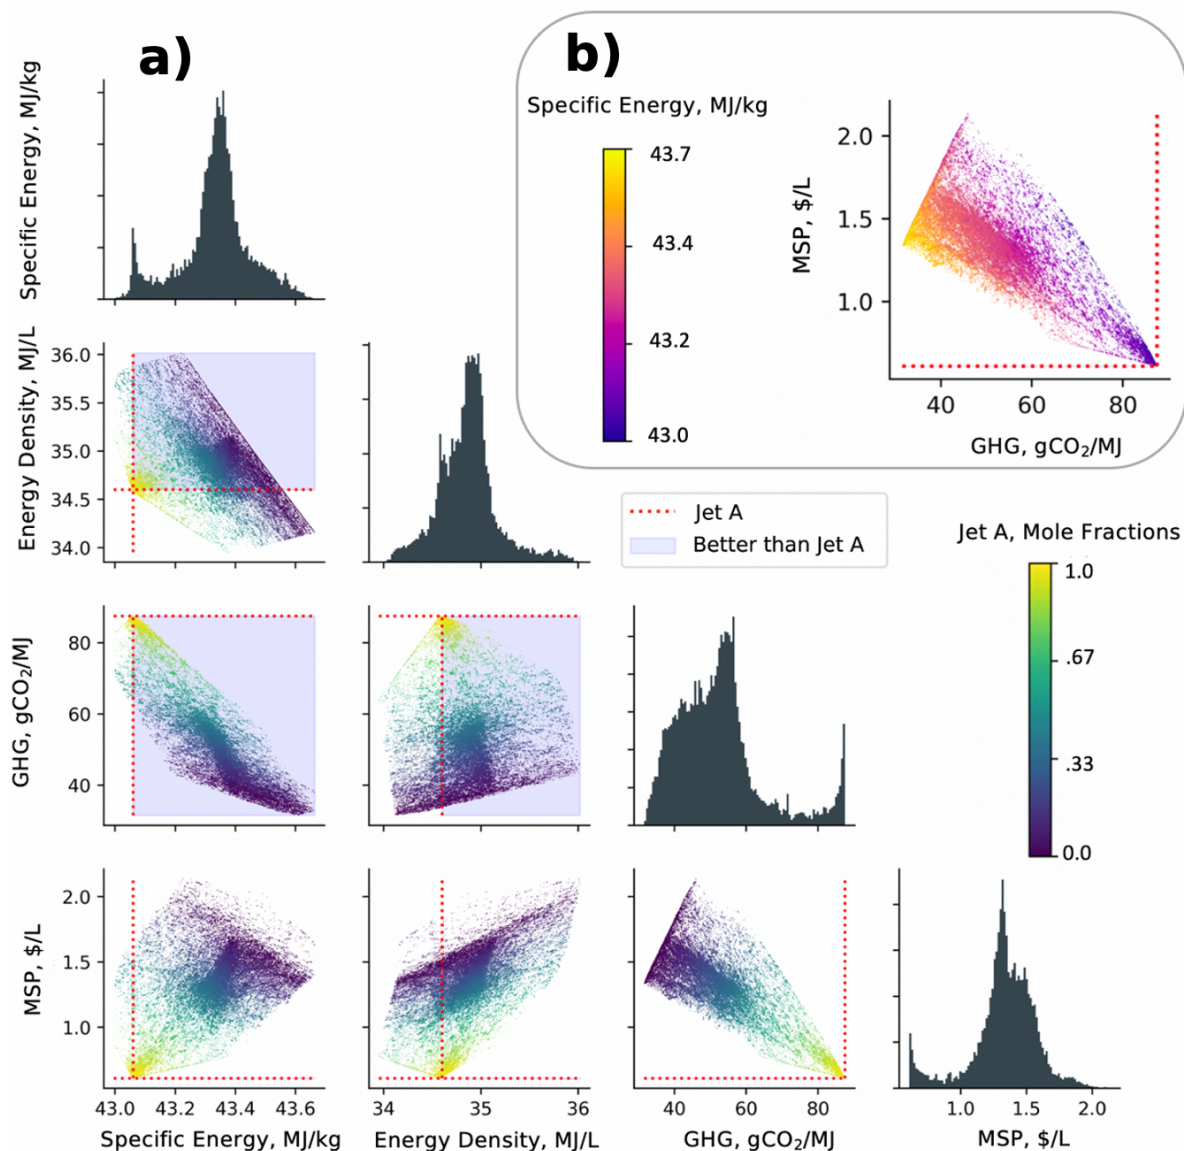 a)
b)
Specific Energy, MJ/kg
Specific Energy, MJ/kg
43.7
43.4
43.2
43.0
MSP, $/L
2.0
1.5
1.0
40 60 80
GHG, gCO₂/MJ
Energy Density, MJ/L
36.0
35.5
35.0
34.5
34.0
Jet A
Better than Jet A
Jet A, Mole Fractions
1.0
.67
.33
0.0
GHG, gCO₂/MJ
80
60
40
MSP, $/L
2.0
1.5
1.0
43.0 43.2 43.4 43.6
34 35 36
40 60 80
1.0 1.5 2.0
Specific Energy, MJ/kg
Energy Density, MJ/L
GHG, gCO₂/MJ
MSP, $/L